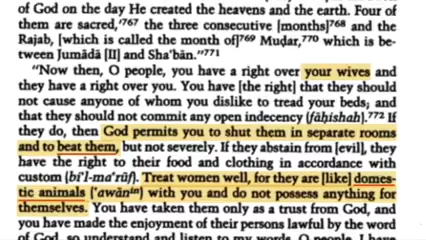 of God on the day He created the heavens and the earth. Four of
them are sacred,'767 the three consecutive [months]768 and the
Rajab, [which is called the month of]769 Muḍar,770 which is be-
tween Jumādā [II] and Sha'bān."771
"Now then, O people, you have a right over your wives and
they have a right over you. You have [the right] that they should
not cause anyone of whom you dislike to tread your beds; and
that they should not commit any open indecency (fāḥishah).772 If
they do, then God permits you to shut them in separate rooms
and to beat them, but not severely. If they abstain from [evil], they
have the right to their food and clothing in accordance with
custom (bi'l-ma'rūf). Treat women well, for they are [like] domes-
tic animals ('awānin) with you and do not possess anything for
themselves. You have taken them only as a trust from God, and
you have made the enjoyment of their persons lawful by the word
of God, so understand and listen to my words, O people. I have